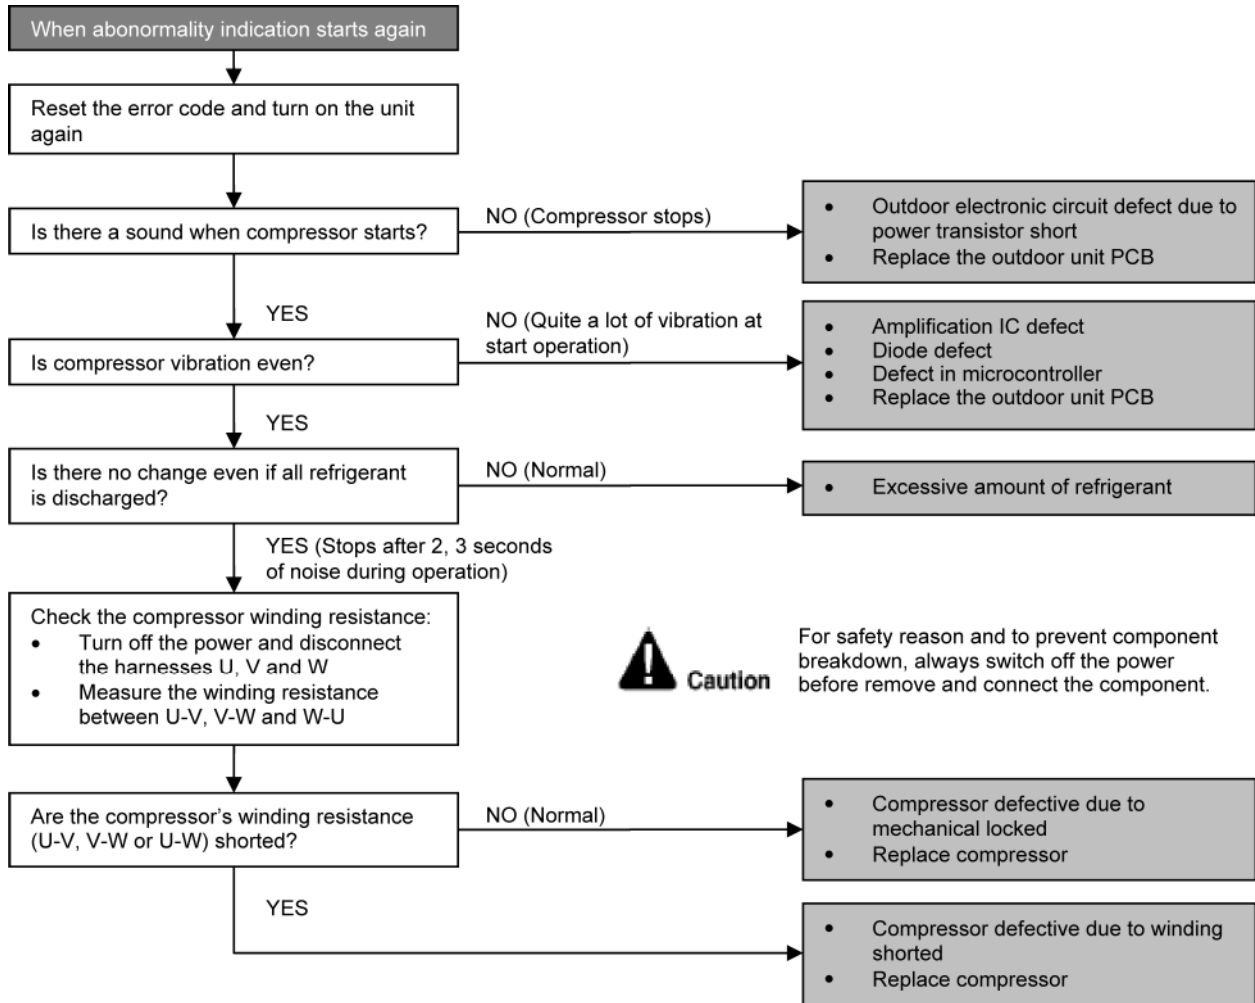 When abonormality indication starts again
Reset the error code and turn on the unit
again
Is there a sound when compressor starts?
NO (Compressor stops)
• Outdoor electronic circuit defect due to
power transistor short
• Replace the outdoor unit PCB
YES
Is compressor vibration even?
NO (Quite a lot of vibration at
start operation)
• Amplification IC defect
• Diode defect
• Defect in microcontroller
• Replace the outdoor unit PCB
YES
Is there no change even if all refrigerant
is discharged?
NO (Normal)
• Excessive amount of refrigerant
YES (Stops after 2, 3 seconds
of noise during operation)
Check the compressor winding resistance:
• Turn off the power and disconnect
the harnesses U, V and W
• Measure the winding resistance
between U-V, V-W and W-U
Caution
For safety reason and to prevent component
breakdown, always switch off the power
before remove and connect the component.
Are the compressor’s winding resistance
(U-V, V-W or U-W) shorted?
NO (Normal)
• Compressor defective due to
mechanical locked
• Replace compressor
YES
• Compressor defective due to winding
shorted
• Replace compressor